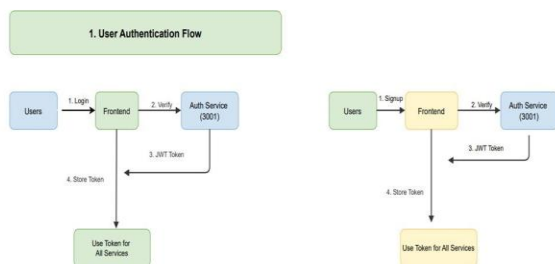 1. User Authentication Flow
1. Login
2. Verify
Users
Frontend
Auth Service
(3001)
3. JWT Token
4. Store Token
Use Token for
All Services
1. Signup
2. Verify
Users
Frontend
Auth Service
(3001)
3. JWT Token
4. Store Token
Use Token for All Services